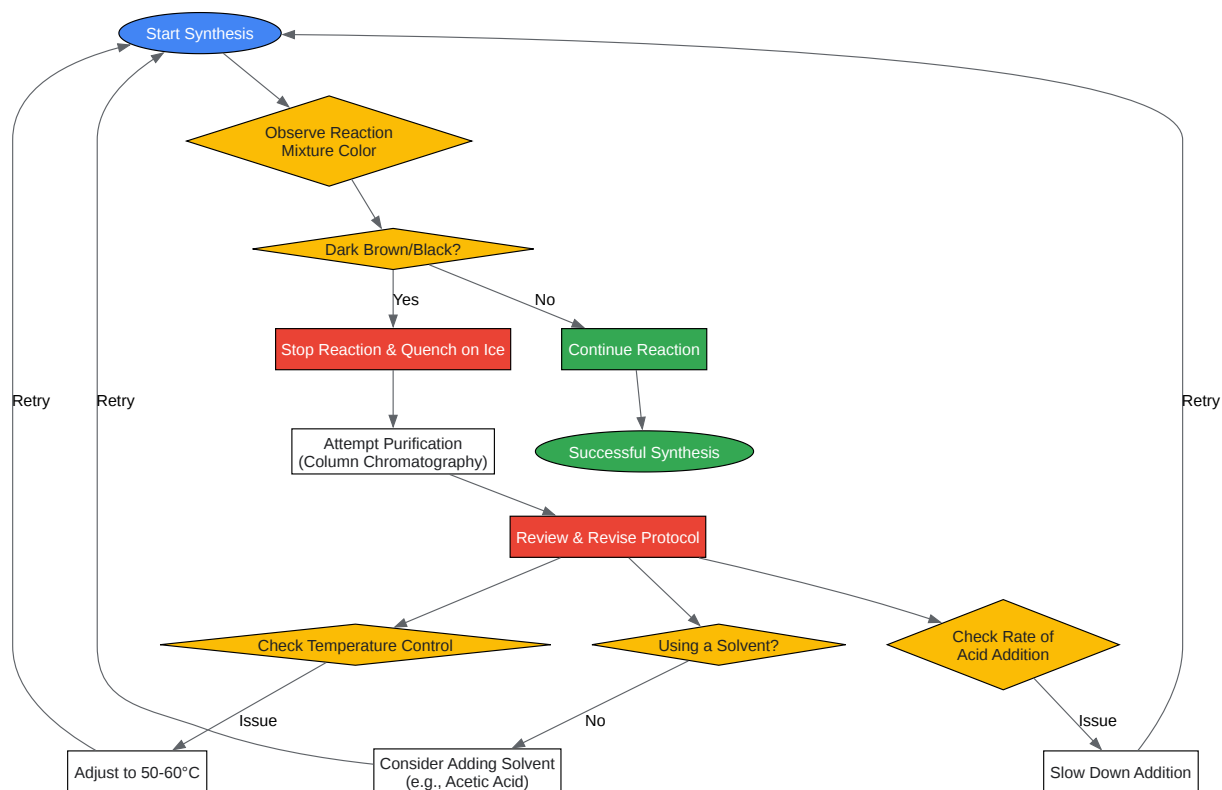 Start Synthesis
Observe Reaction
Mixture Color
Dark Brown/Black?
Yes
No
Stop Reaction & Quench on Ice
Continue Reaction
Retry
Retry
Retry
Attempt Purification
(Column Chromatography)
Successful Synthesis
Review & Revise Protocol
Check Temperature Control
Using a Solvent?
Check Rate of
Acid Addition
Issue
No
Issue
Adjust to 50-60°C
Consider Adding Solvent
(e.g., Acetic Acid)
Slow Down Addition